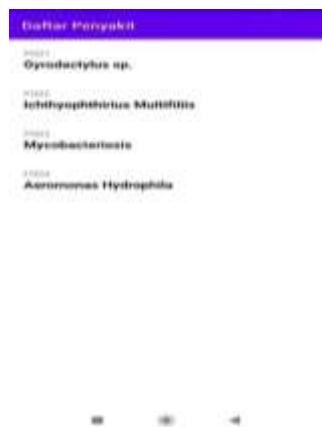 Daftar Penyakit
Gyrodactylus sp.
Ichthyophthirius Multifiliis
Mycobacteriosis
Aeromonas Hydrophila